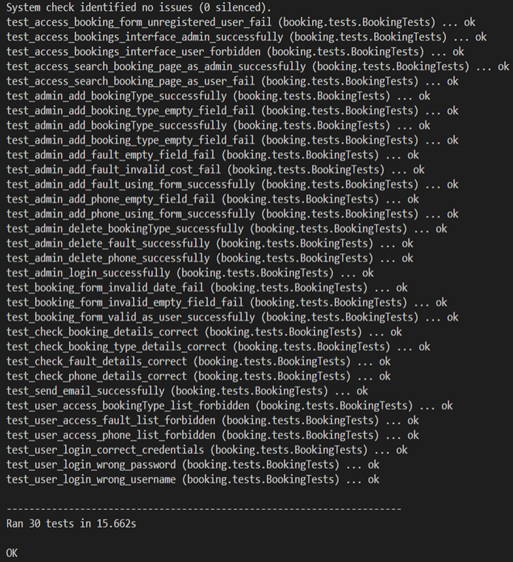 System check identified no issues (0 silenced).
test_access_booking_form_unregistered_user_fail (booking.tests.BookingTests) ... ok
test_access_bookings_interface_admin_successfully (booking.tests.BookingTests) ... ok
test_access_bookings_interface_user_forbidden (booking.tests.BookingTests) ... ok
test_access_search_booking_page_as_admin_successfully (booking.tests.BookingTests) ... ok
test_access_search_booking_page_as_user_fail (booking.tests.BookingTests) ... ok
test_admin_add_bookingType_successfully (booking.tests.BookingTests) ... ok
test_admin_add_booking_type_empty_field_fail (booking.tests.BookingTests) ... ok
test_admin_add_bookingType_successfully (booking.tests.BookingTests) ... ok
test_admin_add_booking_type_empty_field_fail (booking.tests.BookingTests) ... ok
test_admin_add_fault_empty_field_fail (booking.tests.BookingTests) ... ok
test_admin_add_fault_invalid_cost_fail (booking.tests.BookingTests) ... ok
test_admin_add_fault_using_form_successfully (booking.tests.BookingTests) ... ok
test_admin_add_phone_empty_field_fail (booking.tests.BookingTests) ... ok
test_admin_add_phone_using_form_successfully (booking.tests.BookingTests) ... ok
test_admin_delete_bookingType_successfully (booking.tests.BookingTests) ... ok
test_admin_delete_fault_successfully (booking.tests.BookingTests) ... ok
test_admin_delete_phone_successfully (booking.tests.BookingTests) ... ok
test_admin_login_successfully (booking.tests.BookingTests) ... ok
test_booking_form_invalid_date_fail (booking.tests.BookingTests) ... ok
test_booking_form_invalid_empty_field_fail (booking.tests.BookingTests) ... ok
test_booking_form_valid_as_user_successfully (booking.tests.BookingTests) ... ok
test_check_booking_details_correct (booking.tests.BookingTests) ... ok
test_check_booking_type_details_correct (booking.tests.BookingTests) ... ok
test_check_fault_details_correct (booking.tests.BookingTests) ... ok
test_check_phone_details_correct (booking.tests.BookingTests) ... ok
test_send_email_successfully (booking.tests.BookingTests) ... ok
test_user_access_bookingType_list_forbidden (booking.tests.BookingTests) ... ok
test_user_access_fault_list_forbidden (booking.tests.BookingTests) ... ok
test_user_access_phone_list_forbidden (booking.tests.BookingTests) ... ok
test_user_login_correct_credentials (booking.tests.BookingTests) ... ok
test_user_login_wrong_password (booking.tests.BookingTests) ... ok
test_user_login_wrong_username (booking.tests.BookingTests) ... ok
----------------------------------------------------------------------
Ran 30 tests in 15.662s
OK